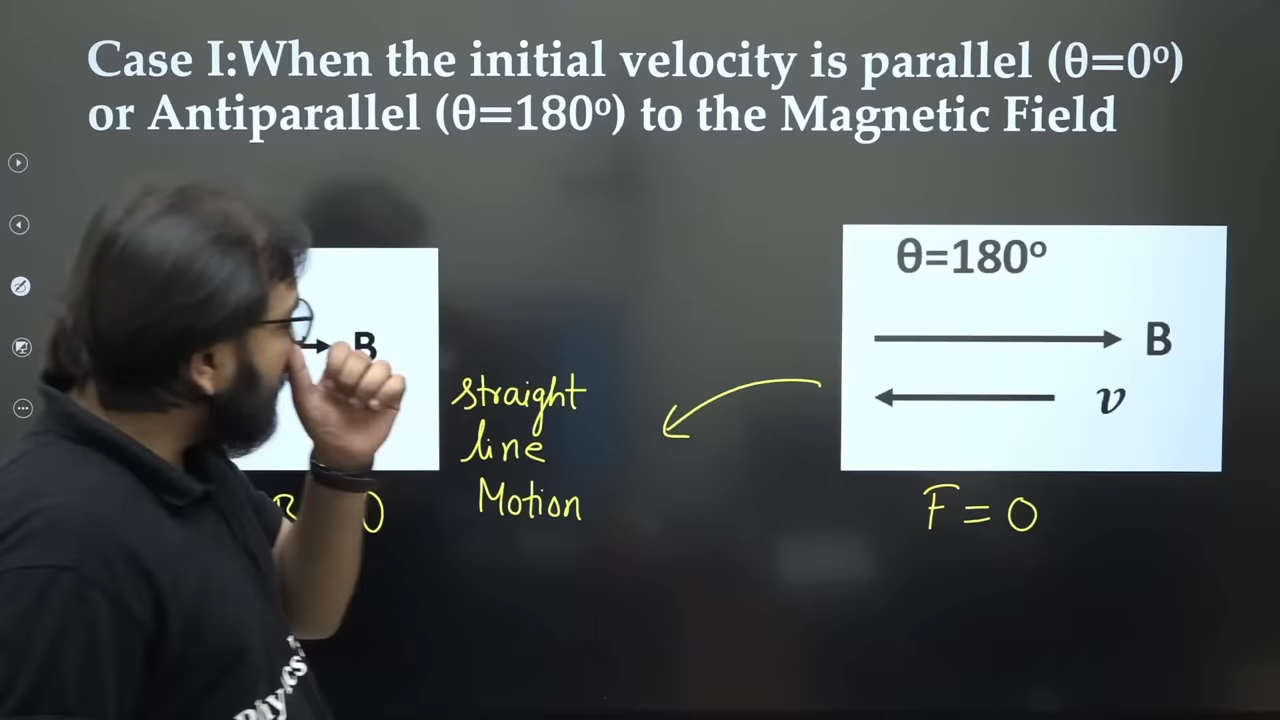 Case I:When the initial velocity is parallel (θ=0º)
or Antiparallel (θ=180º) to the Magnetic Field
B
θ=180º
B
v
straight
line
Motion
F = 0